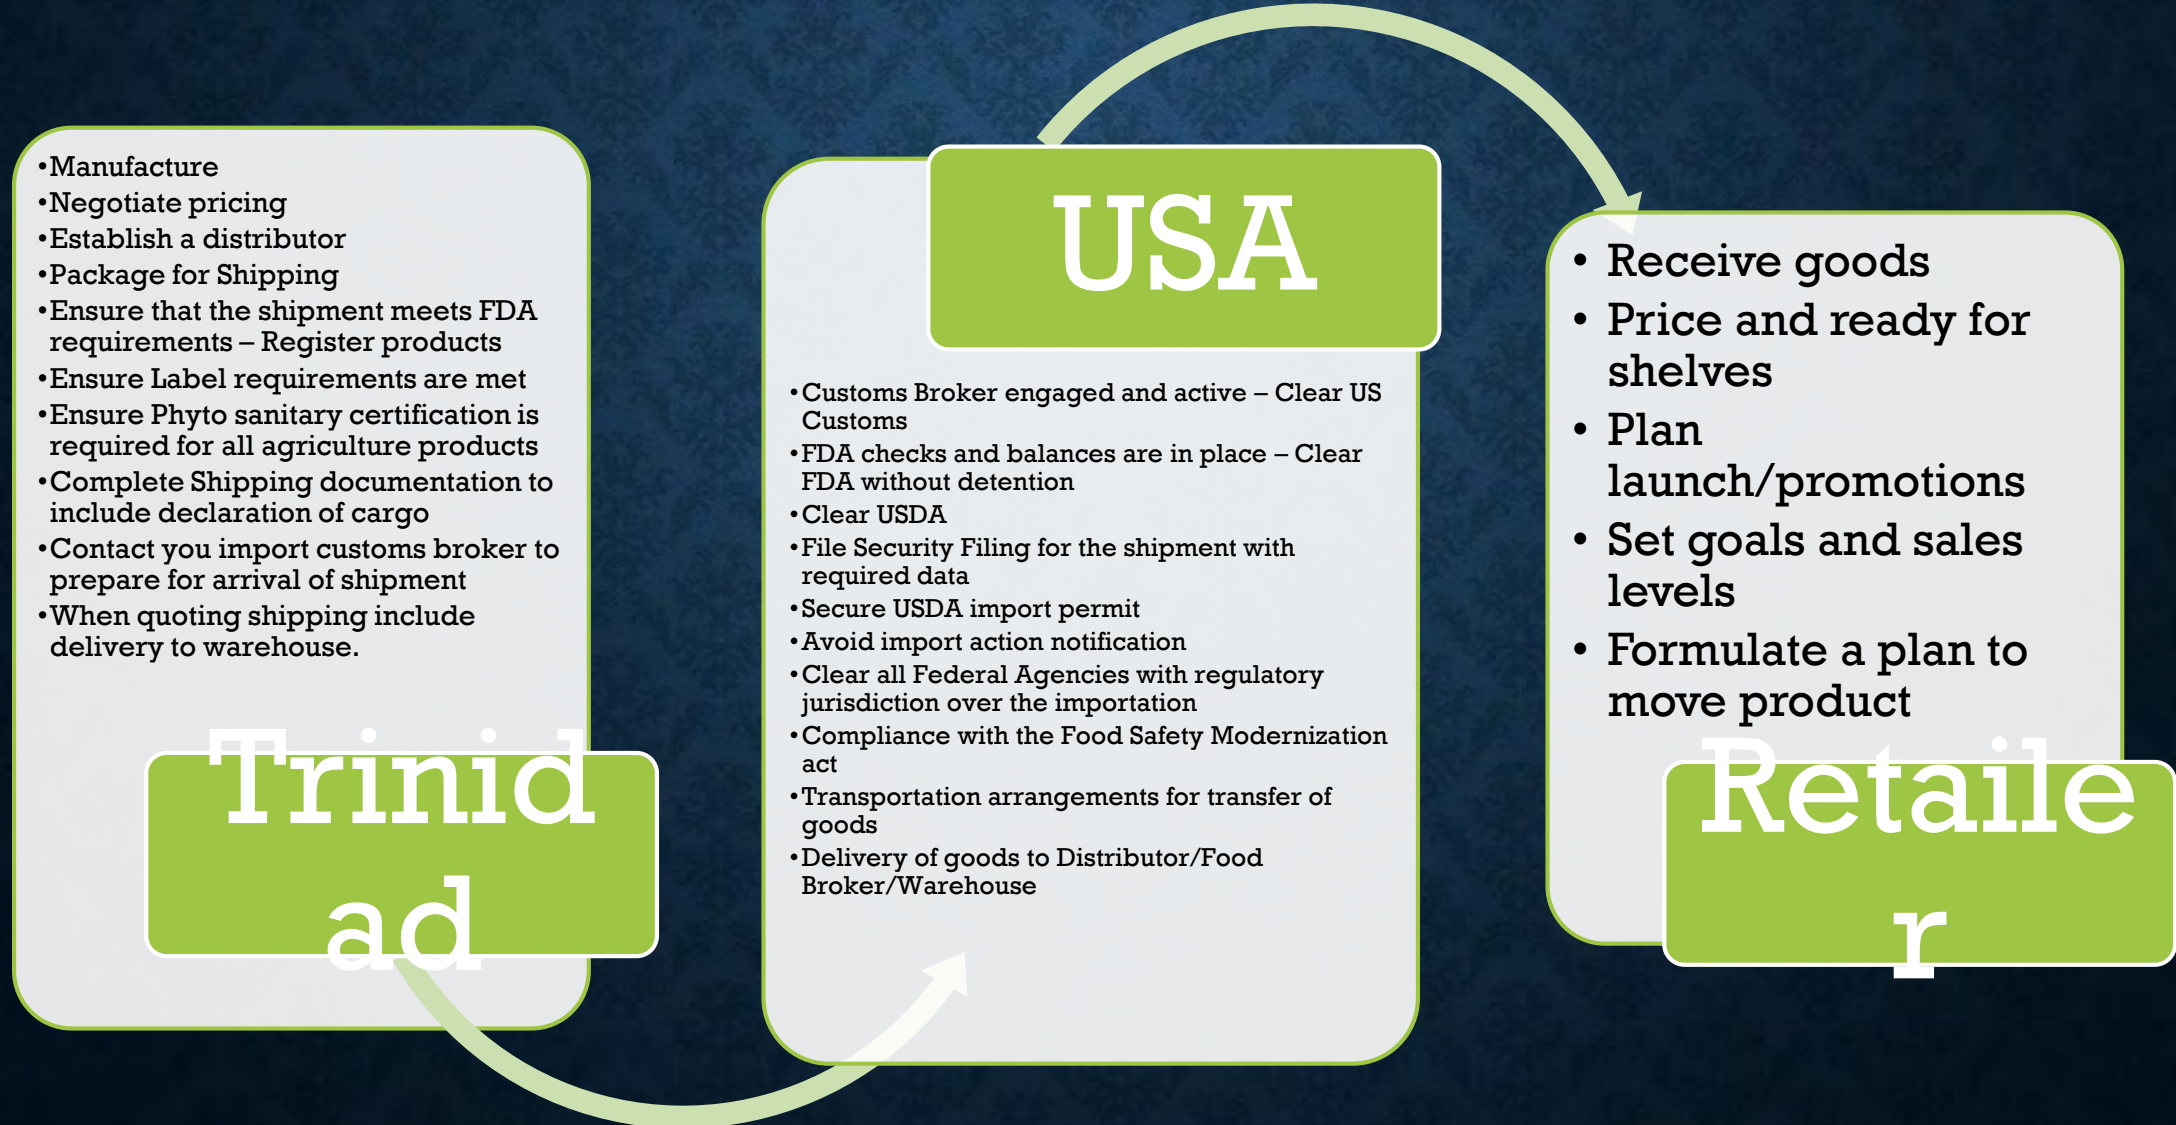 •Manufacture
•Negotiate pricing
•Establish a distributor
•Package for Shipping
•Ensure that the shipment meets FDA
requirements – Register products
•Ensure Label requirements are met
•Ensure Phyto sanitary certification is
required for all agriculture products
•Complete Shipping documentation to
include declaration of cargo
•Contact you import customs broker to
prepare for arrival of shipment
•When quoting shipping include
delivery to warehouse.
Trinid
ad
USA
•Customs Broker engaged and active – Clear US
Customs
•FDA checks and balances are in place – Clear
FDA without detention
•Clear USDA
•File Security Filing for the shipment with
required data
•Secure USDA import permit
•Avoid import action notification
•Clear all Federal Agencies with regulatory
jurisdiction over the importation
•Compliance with the Food Safety Modernization
act
•Transportation arrangements for transfer of
goods
•Delivery of goods to Distributor/Food
Broker/Warehouse
• Receive goods
• Price and ready for
shelves
• Plan
launch/promotions
• Set goals and sales
levels
• Formulate a plan to
move product
Retaile
r